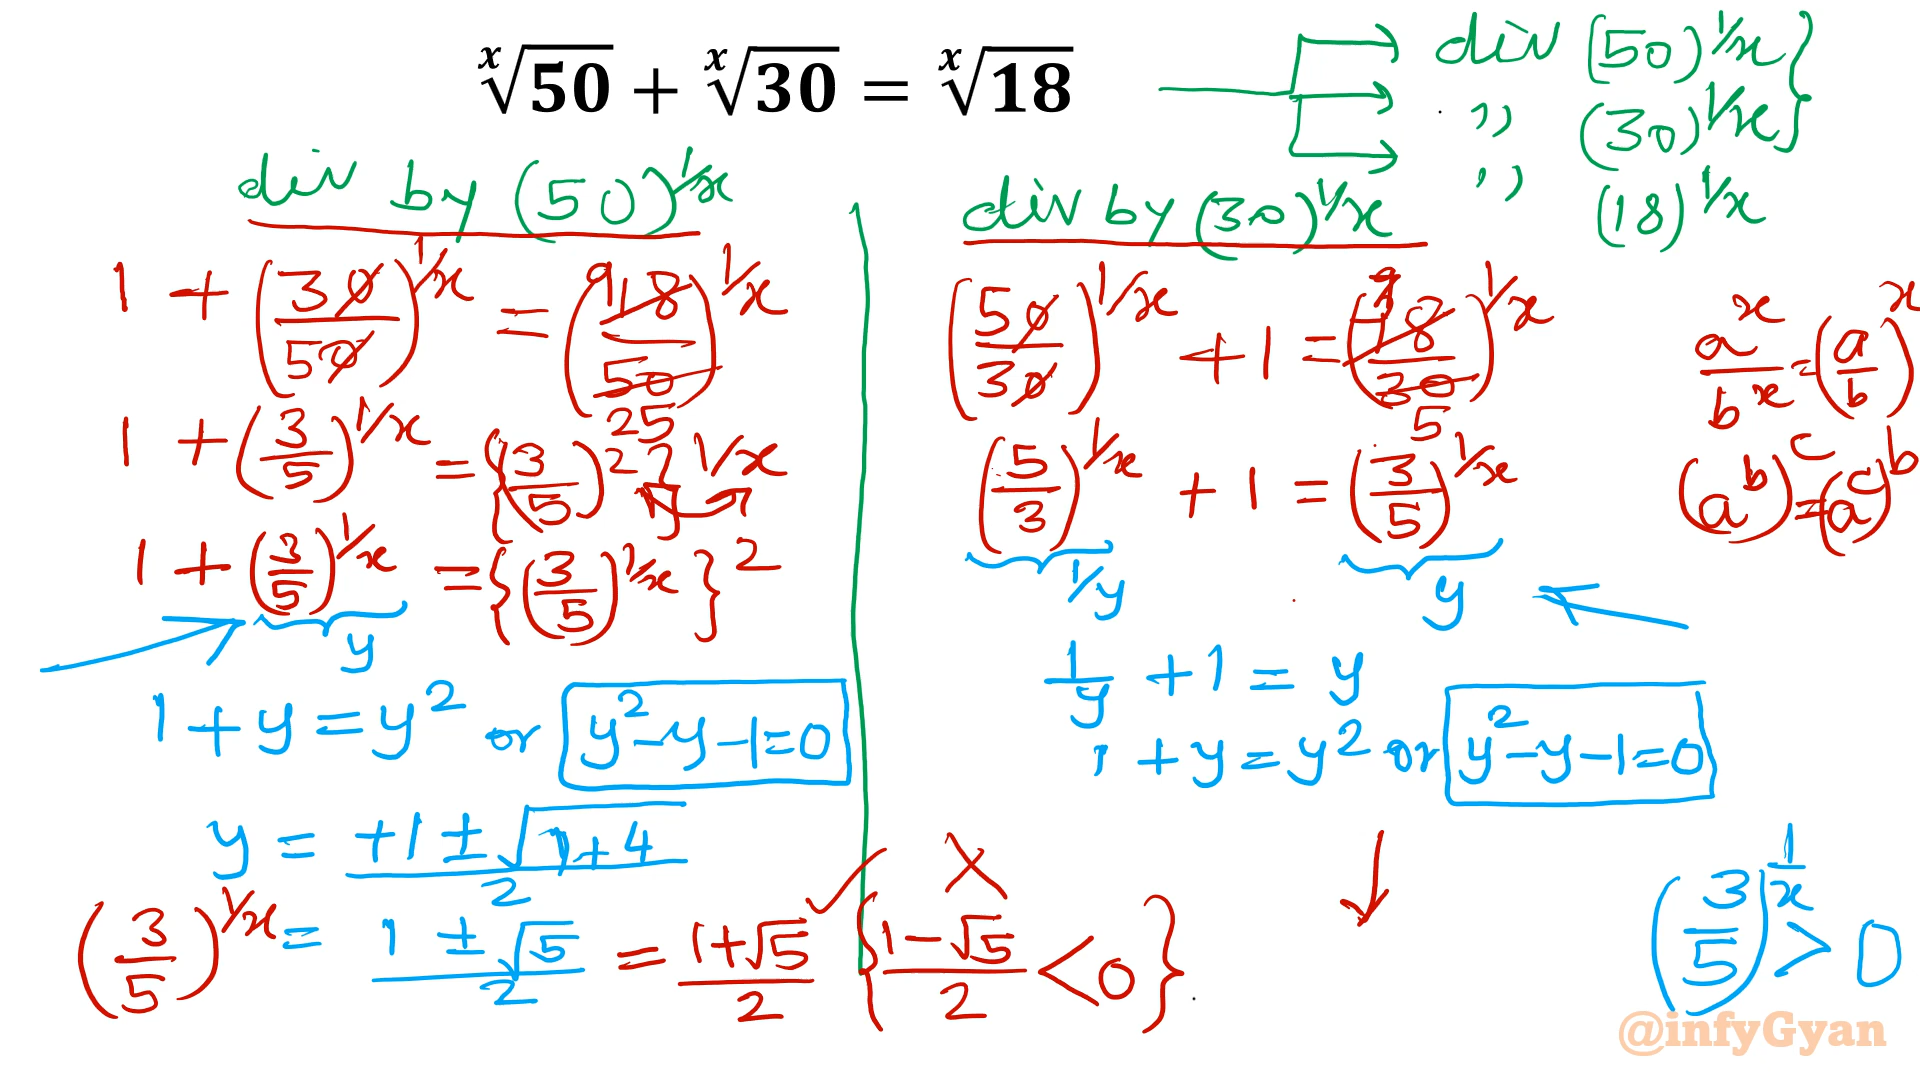 ˣ√50 + ˣ√30 = ˣ√18
div (50)^1/x }
,, (30)^1/x }
,, (18)^1/x
div by (50)^1/x
1 + (30/50)^1/x = (9 18/50 25)^1/x
1 + (3/5)^1/x = {(3/5)^2}^1/x
1 + (3/5)^1/x = {(3/5)^1/x}^2
y
1 + y = y^2 or y^2 - y - 1 = 0
y = +1 ± √1+4 / 2
(3/5)^1/x = 1 ± √5 / 2 = 1+√5 / 2 ✓ {1-√5 / 2 < 0} X
div by (30)^1/x
(50/30)^1/x + 1 = (9 18/30 5)^1/x
(5/3)^1/x + 1 = (3/5)^1/x
1/y y
1/y + 1 = y
1 + y = y^2 or y^2 - y - 1 = 0
a^x/b^x = (a/b)^x
(a^b)^c = (a^c)^b
(3/5)^1/x > 0
@infyGyan